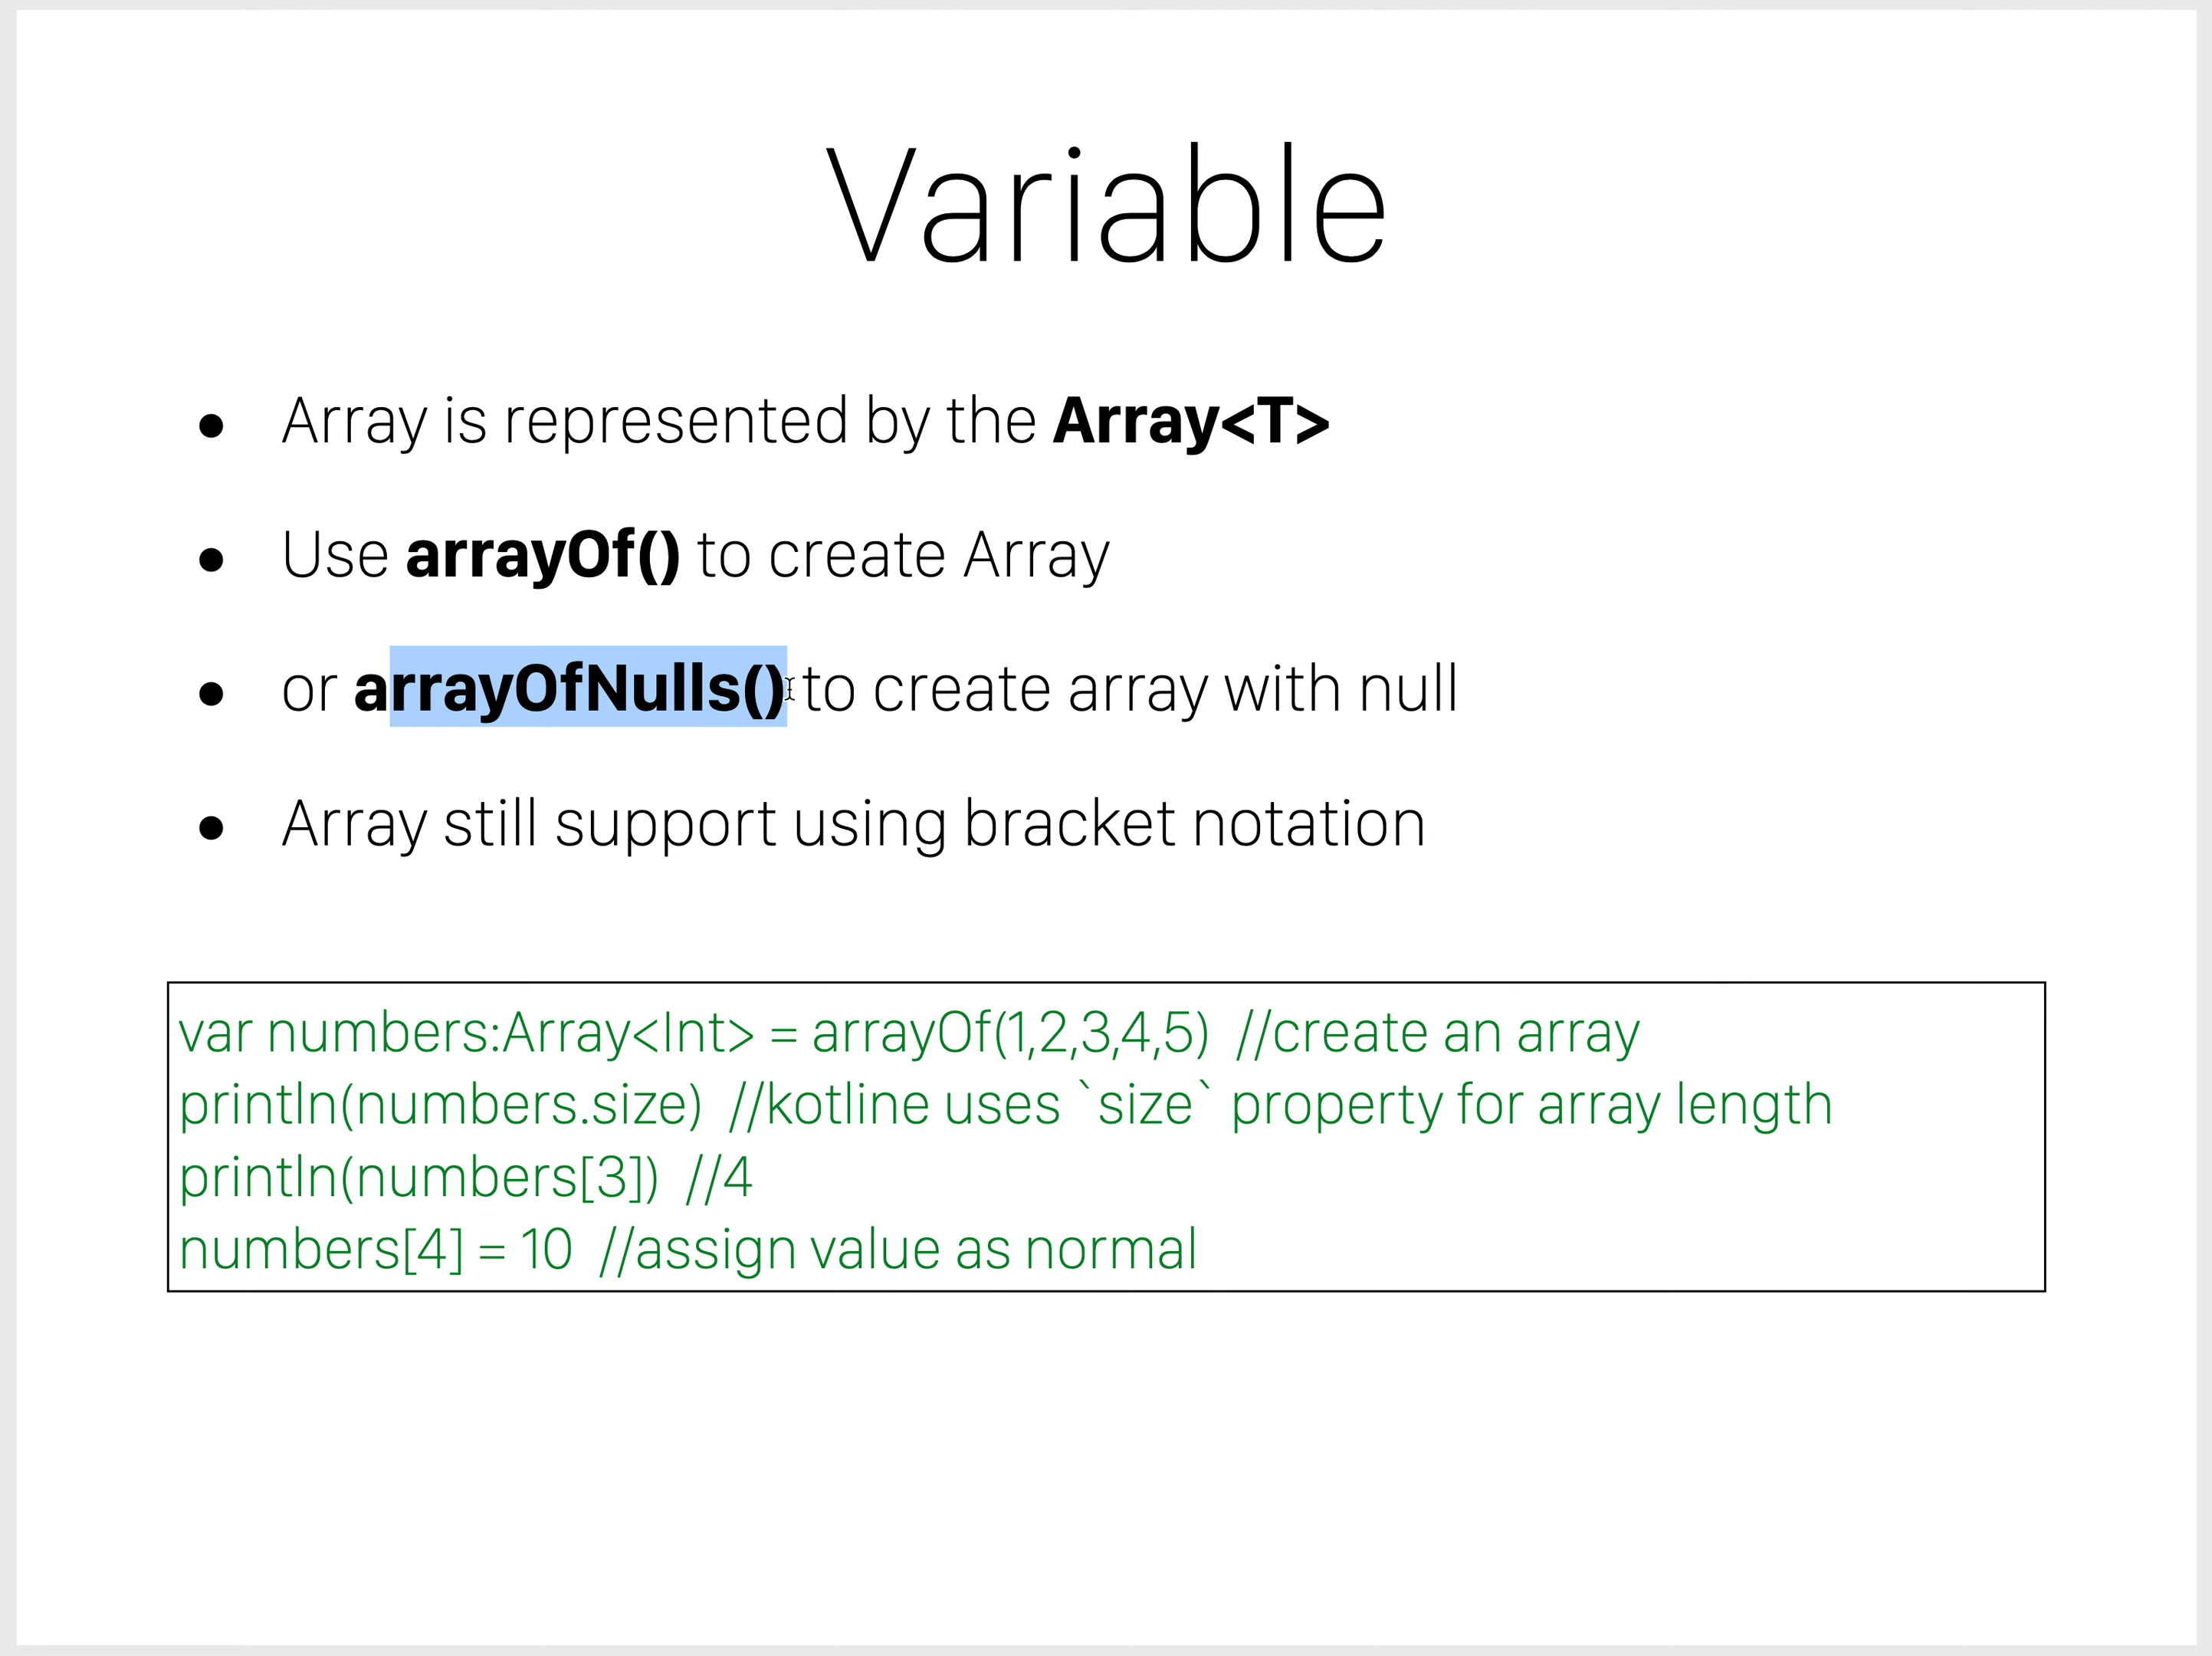 Variable
• Array is represented by the Array<T>
• Use arrayOf() to create Array
• or arrayOfNulls() to create array with null
• Array still support using bracket notation
var numbers:Array<Int> = arrayOf(1,2,3,4,5) //create an array
println(numbers.size) //kotline uses `size` property for array length
println(numbers[3]) //4
numbers[4] = 10 //assign value as normal